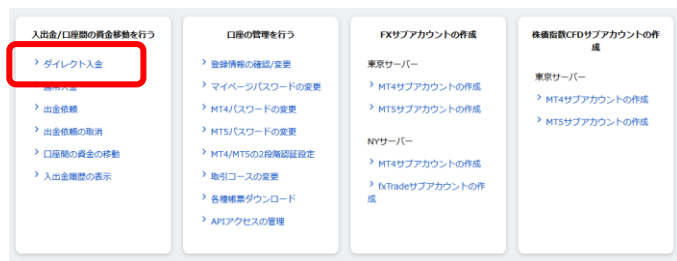 入出金/口座間の資金移動を行う
ダイレクト入金
出金依頼
出金依頼の取消
口座間の資金の移動
入出金履歴の表示
口座の管理を行う
登録情報の確認/変更
マイページパスワードの変更
MT4パスワードの変更
MT5パスワードの変更
MT4/MT5の2段階認証設定
取引コースの変更
各種帳票ダウンロード
APIアクセスの管理
FXサブアカウントの作成
東京サーバー
MT4サブアカウントの作成
MT5サブアカウントの作成
NYサーバー
MT4サブアカウントの作成
fxTradeサブアカウントの作
成
株価指数CFDサブアカウントの作
成
東京サーバー
MT4サブアカウントの作成
MT5サブアカウントの作成